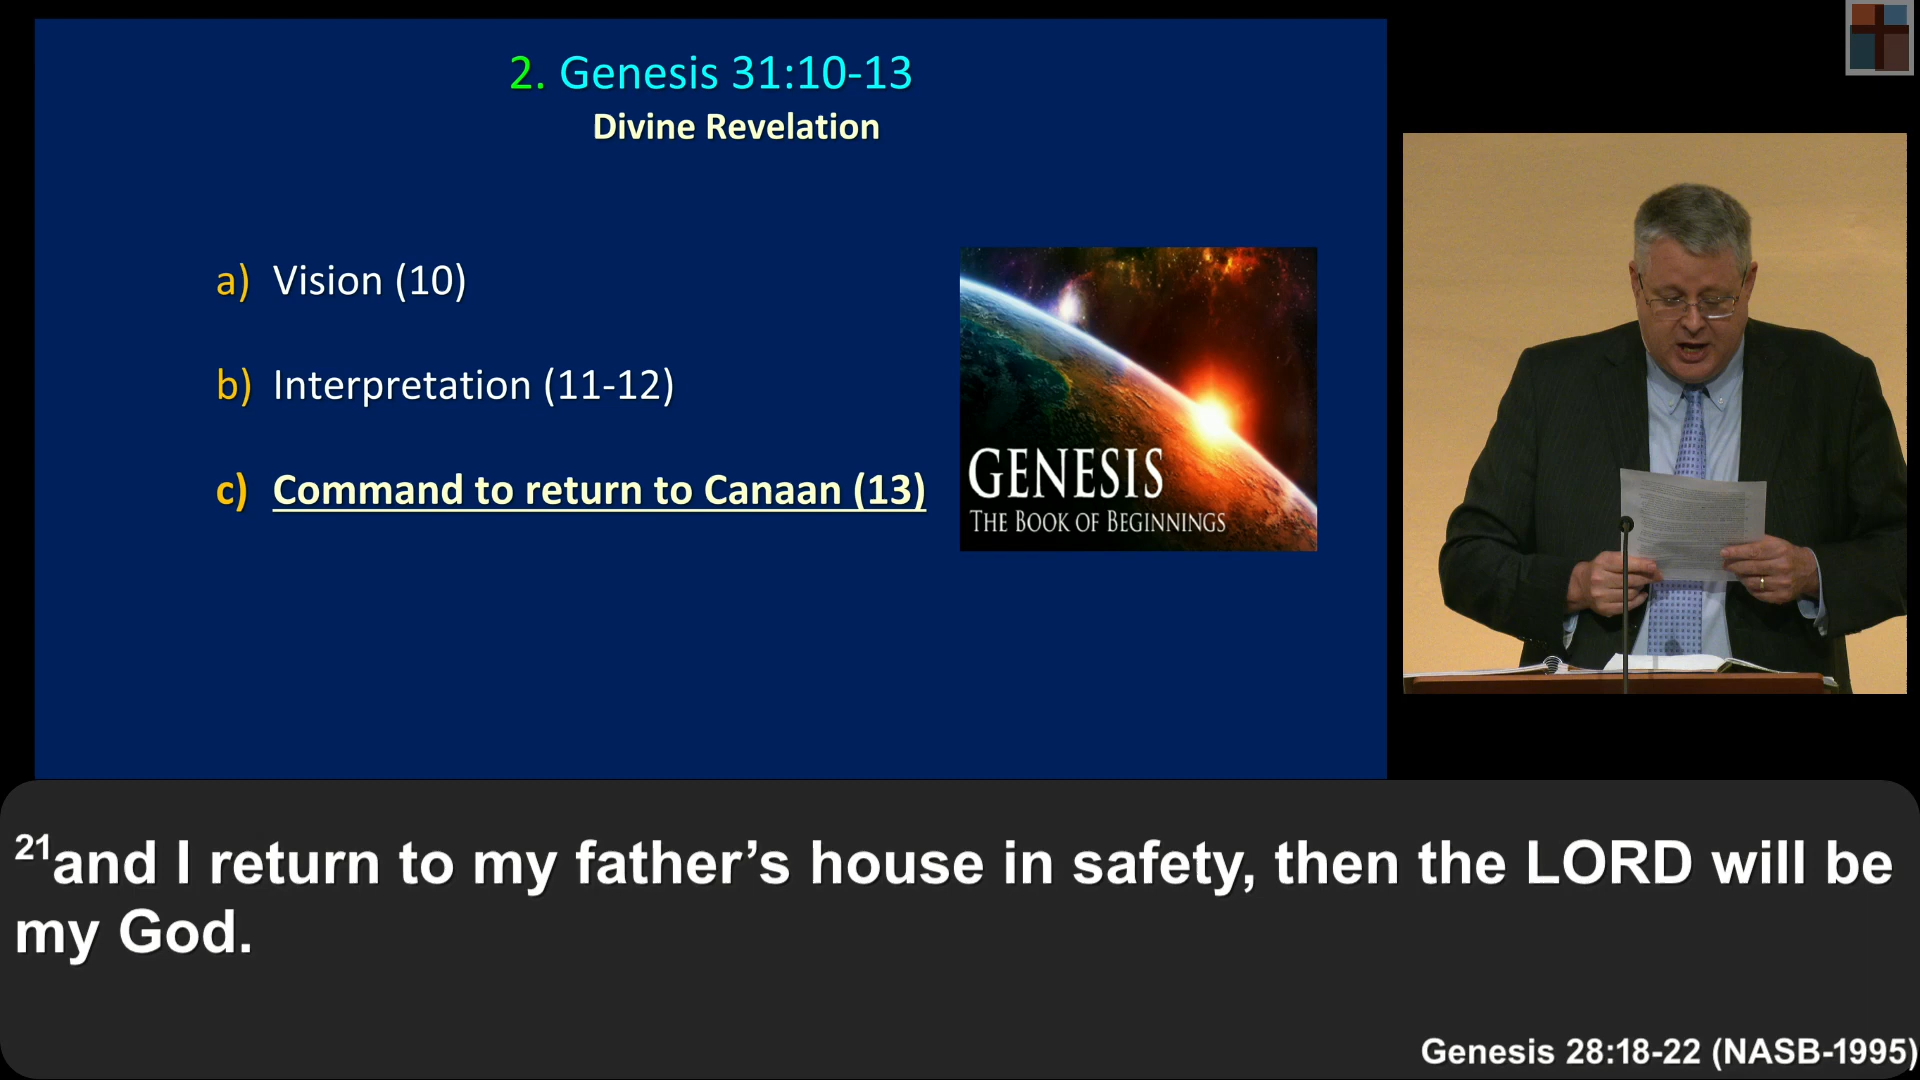 2. Genesis 31:10-13
Divine Revelation
a) Vision (10)
b) Interpretation (11-12)
c) Command to return to Canaan (13)
GENESIS
THE BOOK OF BEGINNINGS
21and I return to my father’s house in safety, then the LORD will be
my God.
Genesis 28:18-22 (NASB-1995)